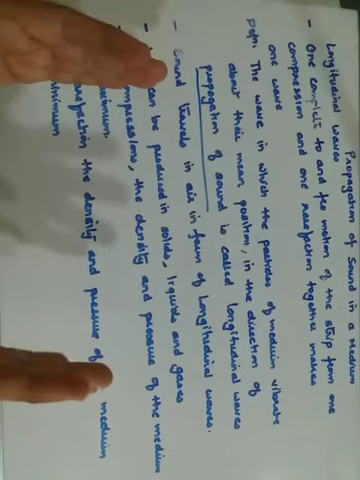 Propagation of Sound in a Medium
Longitudinal waves
- One complete to and fro motion of the strip from one
compression and one rarefaction together makes
one wave
Defn: The wave in which the particles of medium vibrate
about their mean position, in the direction of
propagation of sound is called longitudinal waves
- Sound travels in air in form of Longitudinal waves.
- can be produced in solids, liquids and gases
compressions, the density and pressure of the medium
maximum.
rarefaction the density and pressure of medium
minimum